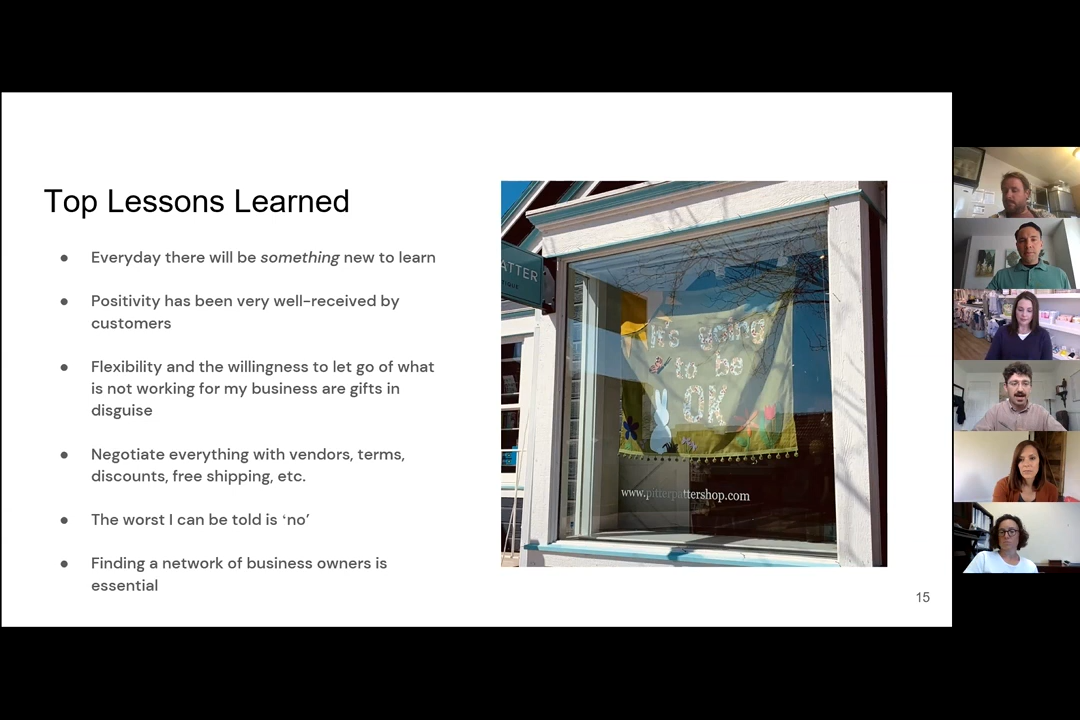 Top Lessons Learned
● Everyday there will be something new to learn
● Positivity has been very well-received by
customers
● Flexibility and the willingness to let go of what
is not working for my business are gifts in
disguise
● Negotiate everything with vendors, terms,
discounts, free shipping, etc.
● The worst I can be told is ‘no’
● Finding a network of business owners is
essential
ATTER
It's going
to be
OK
www.pitterpattershop.com
15